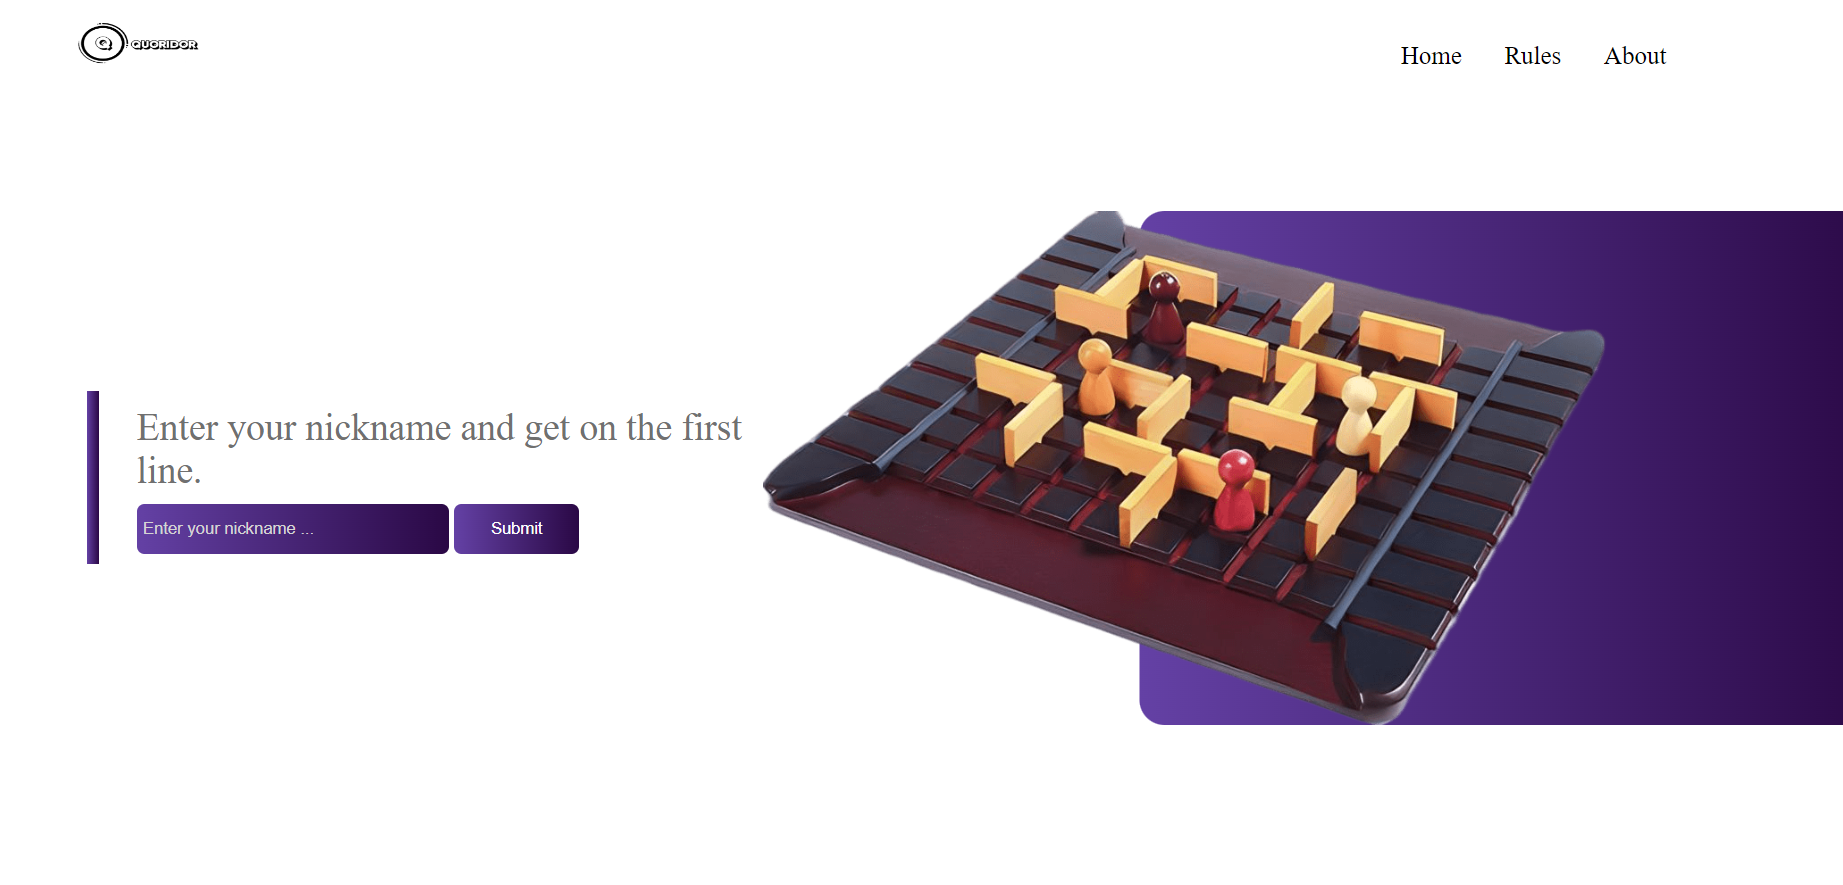 Q QUORIDOR
Home Rules About
Enter your nickname and get on the first
line.
Enter your nickname ... Submit